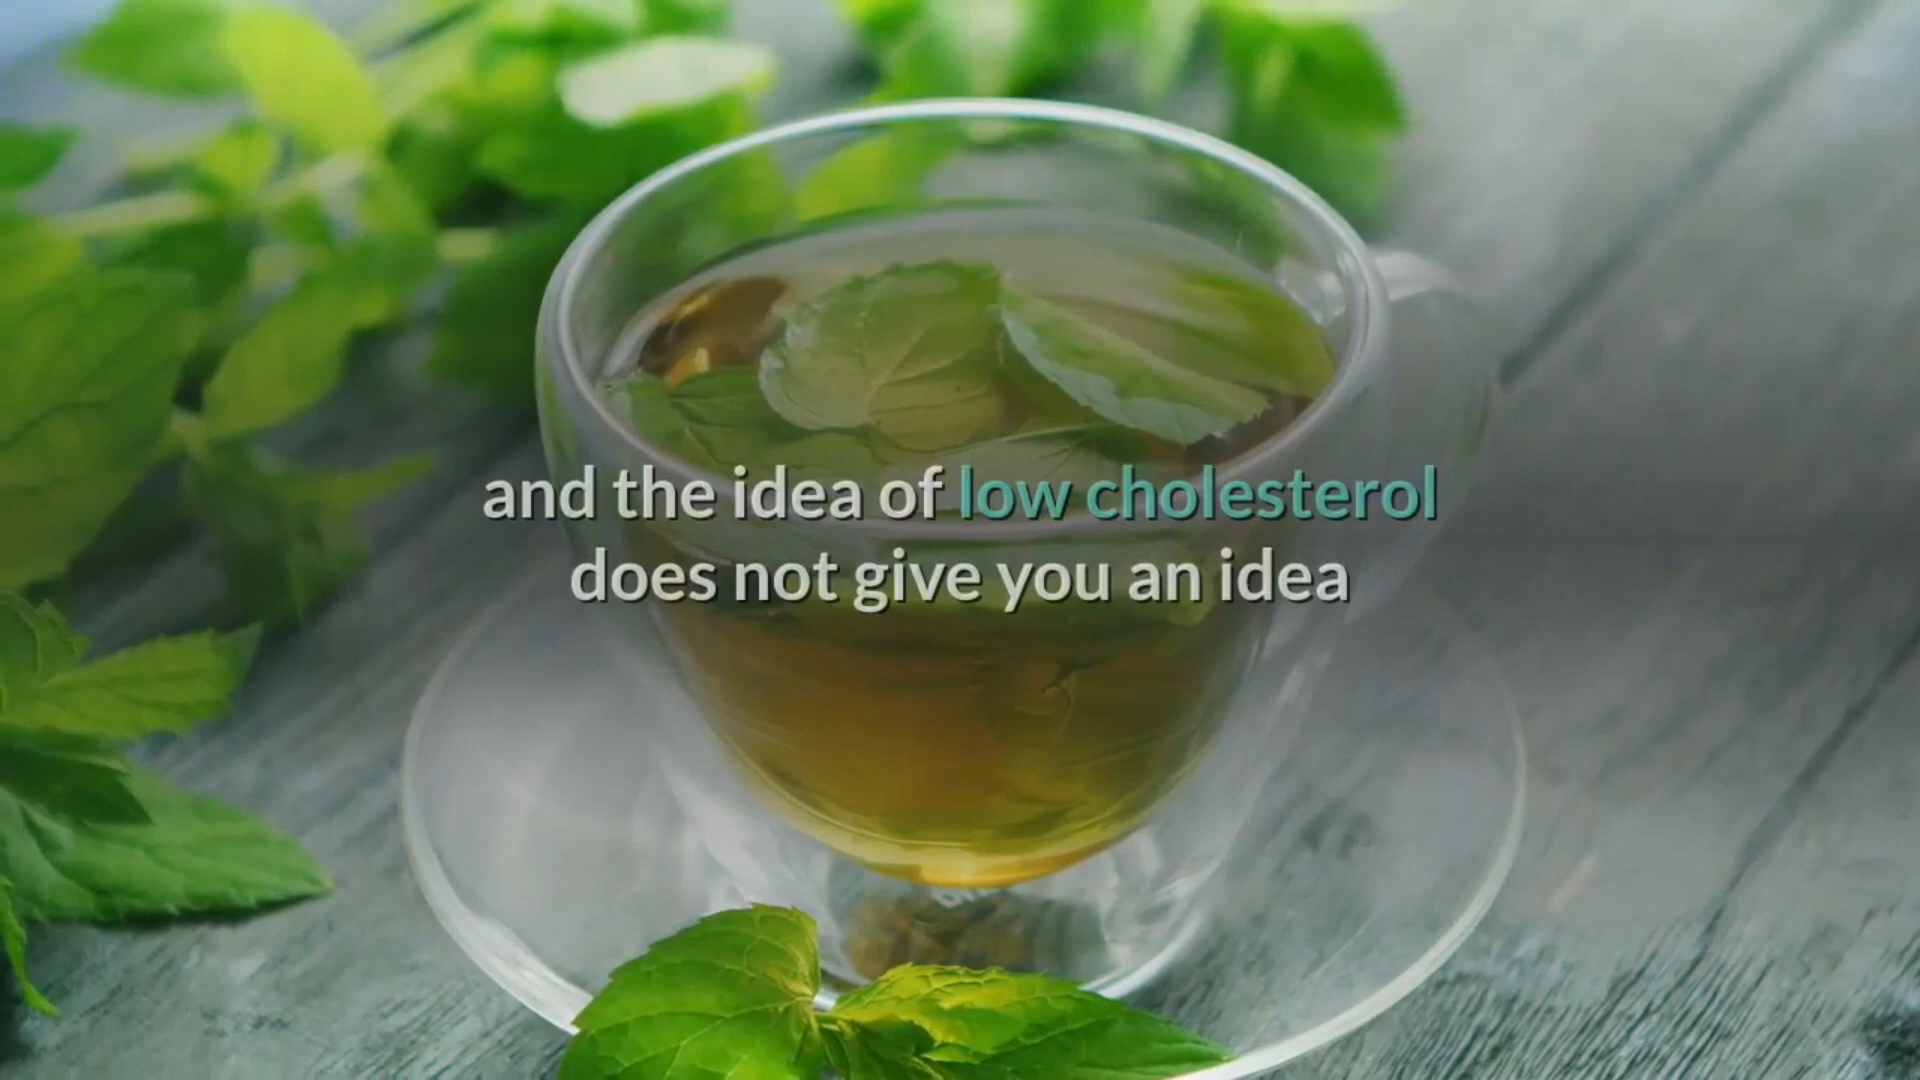 and the idea of low cholesterol
does not give you an idea